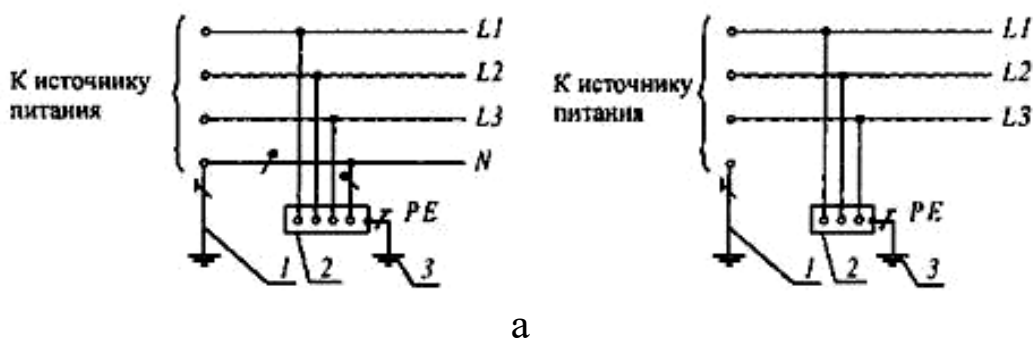 К источнику
питания
L1
L2
L3
N
PE
1
2
3
К источнику
питания
L1
L2
L3
PE
1
2
3
а